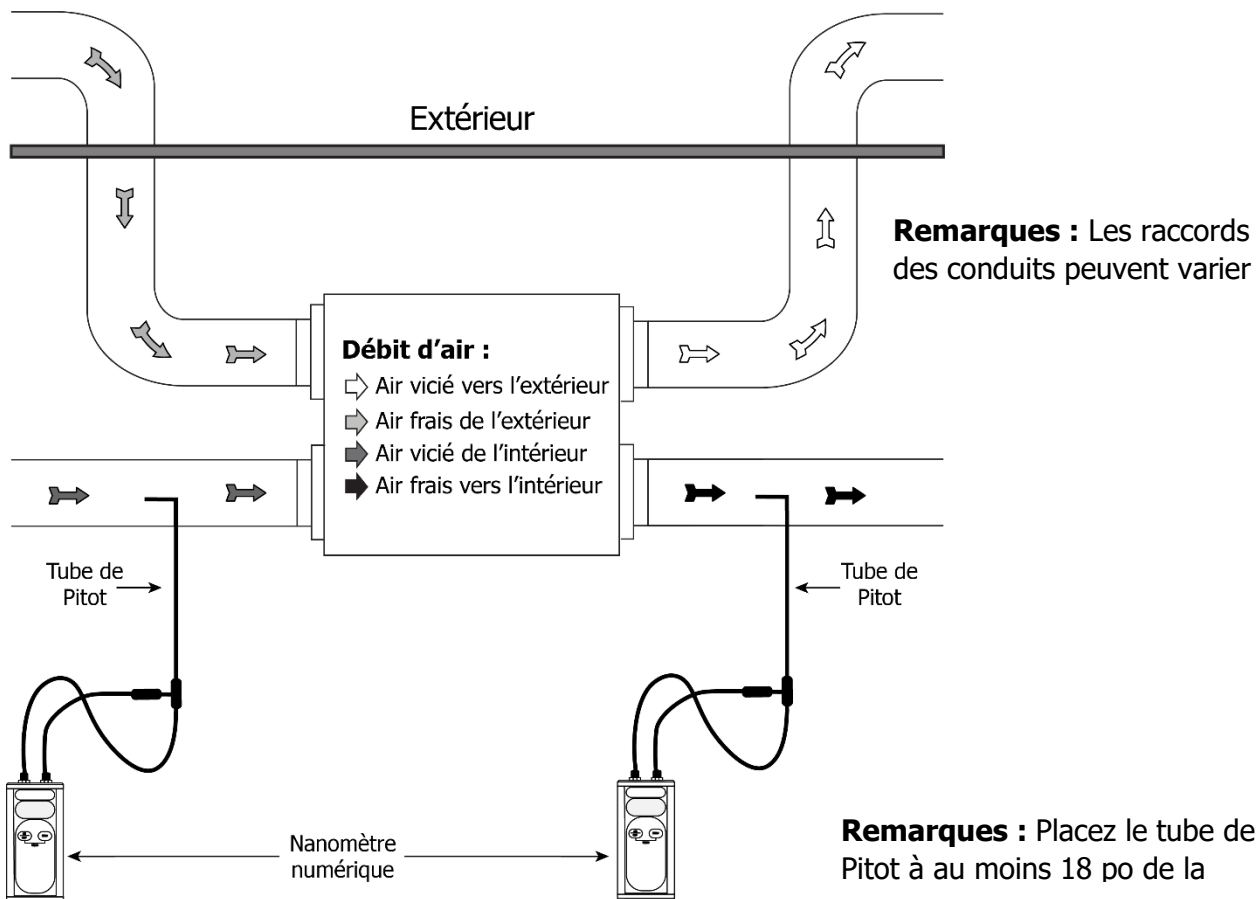 Extérieur
Remarques : Les raccords
des conduits peuvent varier
Débit d'air :
Air vicié vers l'extérieur
Air frais de l'extérieur
Air vicié de l'intérieur
Air frais vers l'intérieur
Tube de
Pitot
Tube de
Pitot
Nanomètre
numérique
Remarques : Placez le tube de
Pitot à au moins 18 po de la